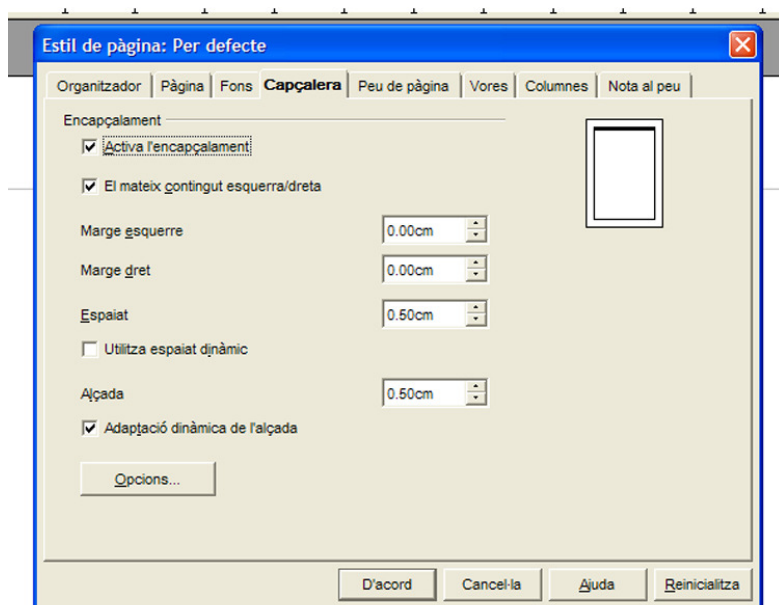 Estil de pàgina: Per defecte
Organitzador Pàgina Fons Capçalera Peu de pàgina Vores Columnes Nota al peu
Encapçalament
Activa l'encapçalament
El mateix contingut esquerra/dreta
Marge esquerre 0.00cm
Marge dret 0.00cm
Espaiat 0.50cm
Utilitza espaiat dinàmic
Alçada 0.50cm
Adaptació dinàmica de l'alçada
Opcions...
D'acord Cancel·la Ajuda Reinicialitza